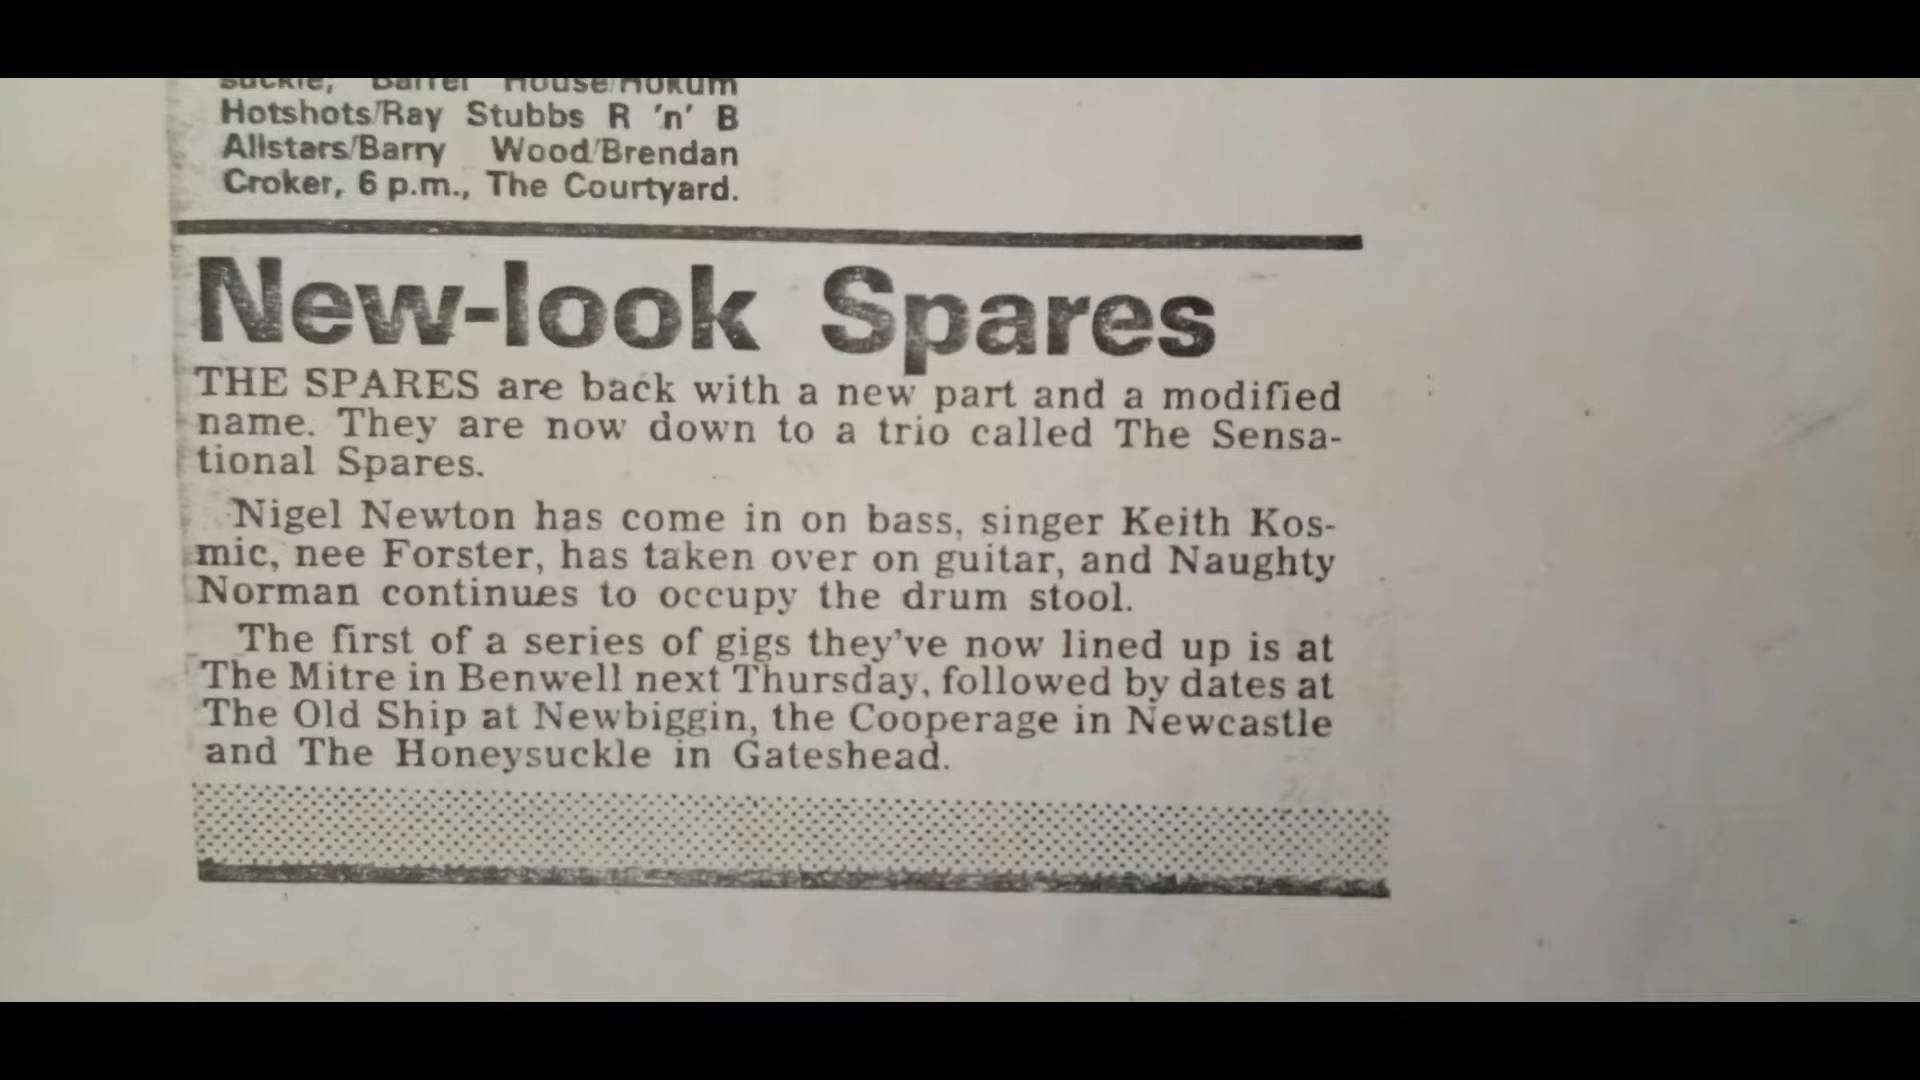 suckle, Barrel House/Hokum
Hotshots/Ray Stubbs R 'n' B
Allstars/Barry Wood/Brendan
Croker, 6 p.m., The Courtyard.
New-look Spares
THE SPARES are back with a new part and a modified
name. They are now down to a trio called The Sensa-
tional Spares.
Nigel Newton has come in on bass, singer Keith Kos-
mic, nee Forster, has taken over on guitar, and Naughty
Norman continues to occupy the drum stool.
The first of a series of gigs they've now lined up is at
The Mitre in Benwell next Thursday, followed by dates at
The Old Ship at Newbiggin, the Cooperage in Newcastle
and The Honeysuckle in Gateshead.